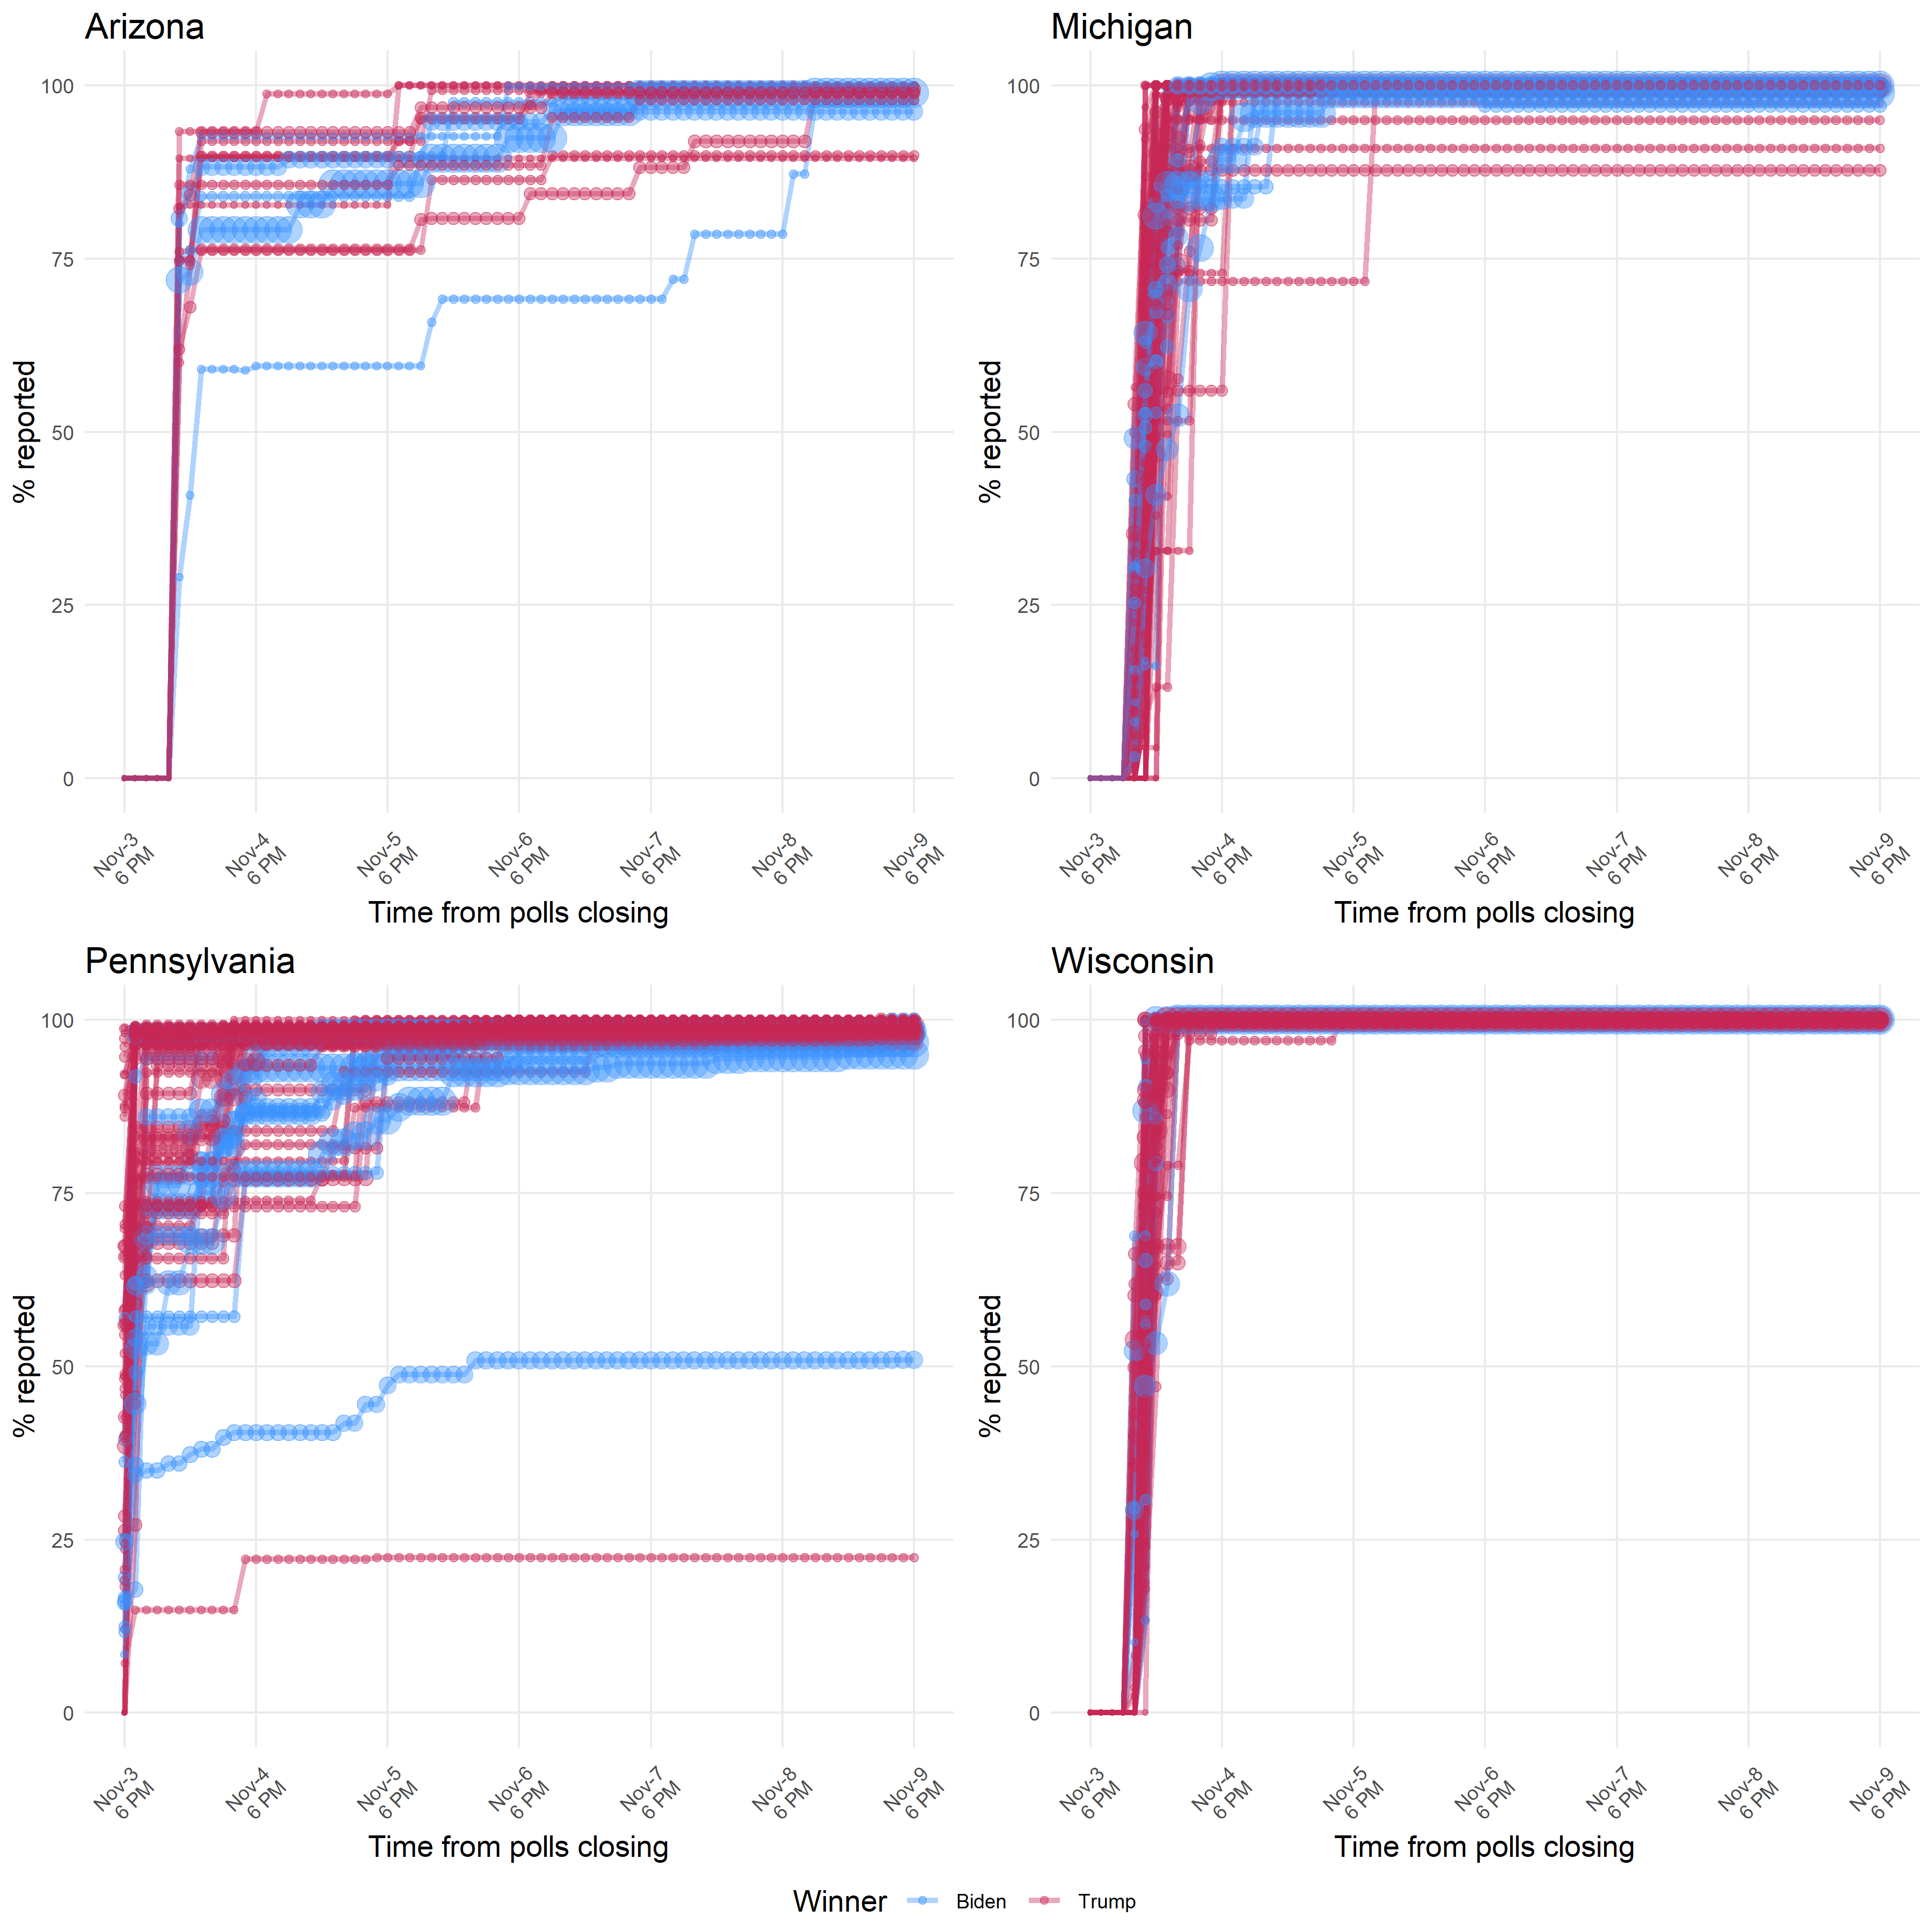 Arizona
% reported
100
75
50
25
0
Nov-3
6 PM
Nov-4
6 PM
Nov-5
6 PM
Nov-6
6 PM
Nov-7
6 PM
Nov-8
6 PM
Nov-9
6 PM
Time from polls closing
Michigan
% reported
100
75
50
25
0
Nov-3
6 PM
Nov-4
6 PM
Nov-5
6 PM
Nov-6
6 PM
Nov-7
6 PM
Nov-8
6 PM
Nov-9
6 PM
Time from polls closing
Pennsylvania
% reported
100
75
50
25
0
Nov-3
6 PM
Nov-4
6 PM
Nov-5
6 PM
Nov-6
6 PM
Nov-7
6 PM
Nov-8
6 PM
Nov-9
6 PM
Time from polls closing
Wisconsin
% reported
100
75
50
25
0
Nov-3
6 PM
Nov-4
6 PM
Nov-5
6 PM
Nov-6
6 PM
Nov-7
6 PM
Nov-8
6 PM
Nov-9
6 PM
Time from polls closing
Winner Biden Trump